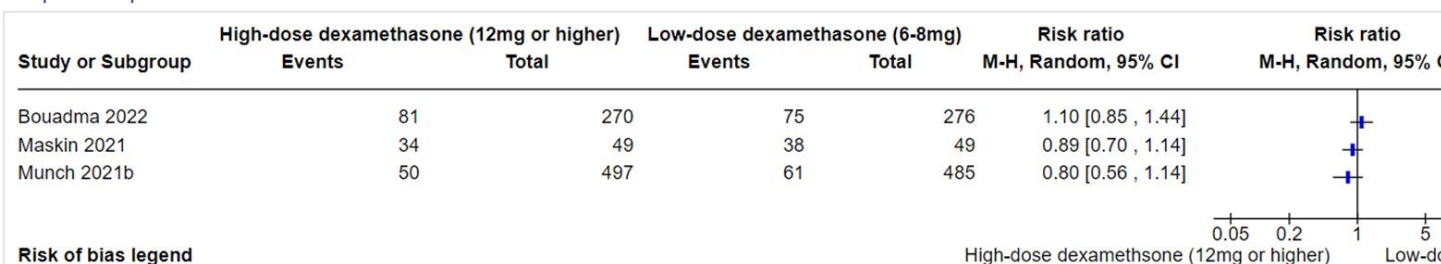 High-dose dexamethasone (12mg or higher) Low-dose dexamethasone (6-8mg) Risk ratio Risk ratio
Study or Subgroup Events Total Events Total M-H, Random, 95% CI M-H, Random, 95%
Bouadma 2022 81 270 75 276 1.10 [0.85 , 1.44]
Maskin 2021 34 49 38 49 0.89 [0.70 , 1.14]
Munch 2021b 50 497 61 485 0.80 [0.56 , 1.14]
0.05 0.2 1 5
Risk of bias legend High-dose dexamethsone (12mg or higher) Low-do